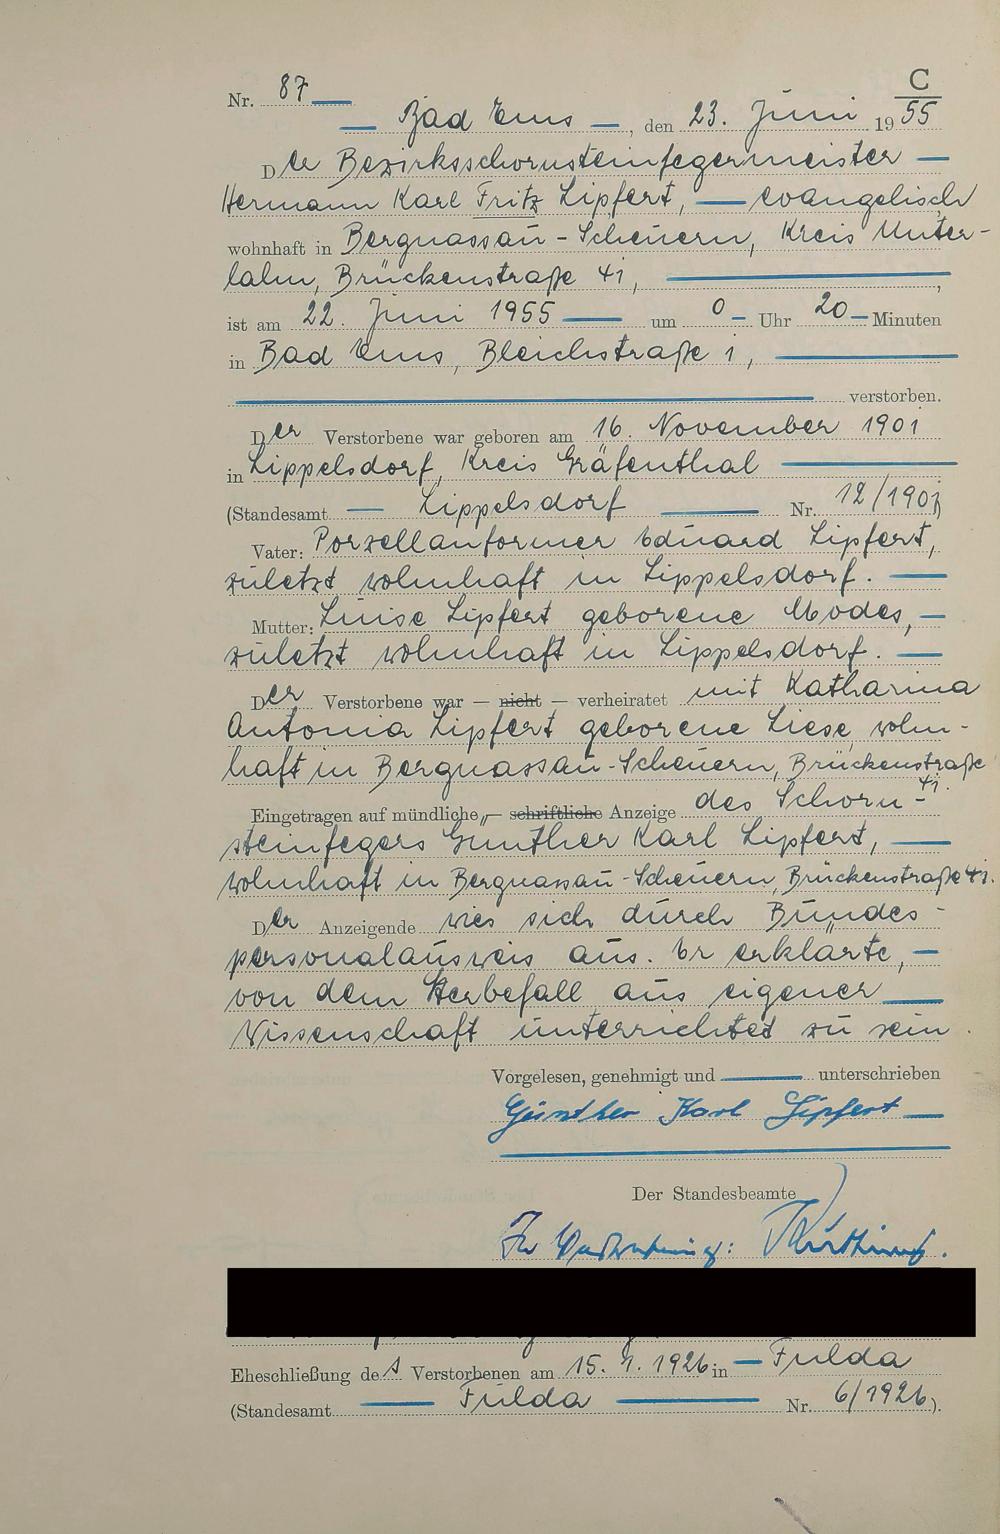 C
Nr. 87
Bad Ems, den 23. Juni 1955
Der Bezirksschornsteinfegermeister
Hermann Karl Fritz Lipfert, evangelisch
wohnhaft in Bergnassau-Scheuern, Kreis Unter-
lahn, Brückenstraße 41,
ist am 22. Juni 1955 um 0 Uhr 20 Minuten
in Bad Ems, Bleichstraße 1,
verstorben.
Der Verstorbene war geboren am 16. November 1901
in Lippelsdorf, Kreis Gräfenthal
(Standesamt Lippelsdorf Nr. 12/1901)
Vater: Porzellanformer Eduard Lipfert,
zuletzt wohnhaft in Lippelsdorf.
Mutter: Luise Lipfert geborene Modes,
zuletzt wohnhaft in Lippelsdorf.
Der Verstorbene war — nicht — verheiratet mit Katharina
Antonia Lipfert geborene Liese, wohn-
haft in Bergnassau-Scheuern, Brückenstraße
41.
Eingetragen auf mündliche — schriftliche Anzeige des Schorn-
steinfegers Günther Karl Lipfert,
wohnhaft in Bergnassau-Scheuern, Brückenstraße 41.
Der Anzeigende wies sich durch Bundes-
personalausweis aus. Er erklärte,
von dem Sterbefall aus eigener
Wissenschaft unterrichtet zu sein.
Vorgelesen, genehmigt und unterschrieben
Günther Karl Lipfert
Der Standesbeamte
In Vertretung:
Eheschließung des Verstorbenen am 15. 1. 1926 in Fulda
(Standesamt Fulda Nr. 6/1926).